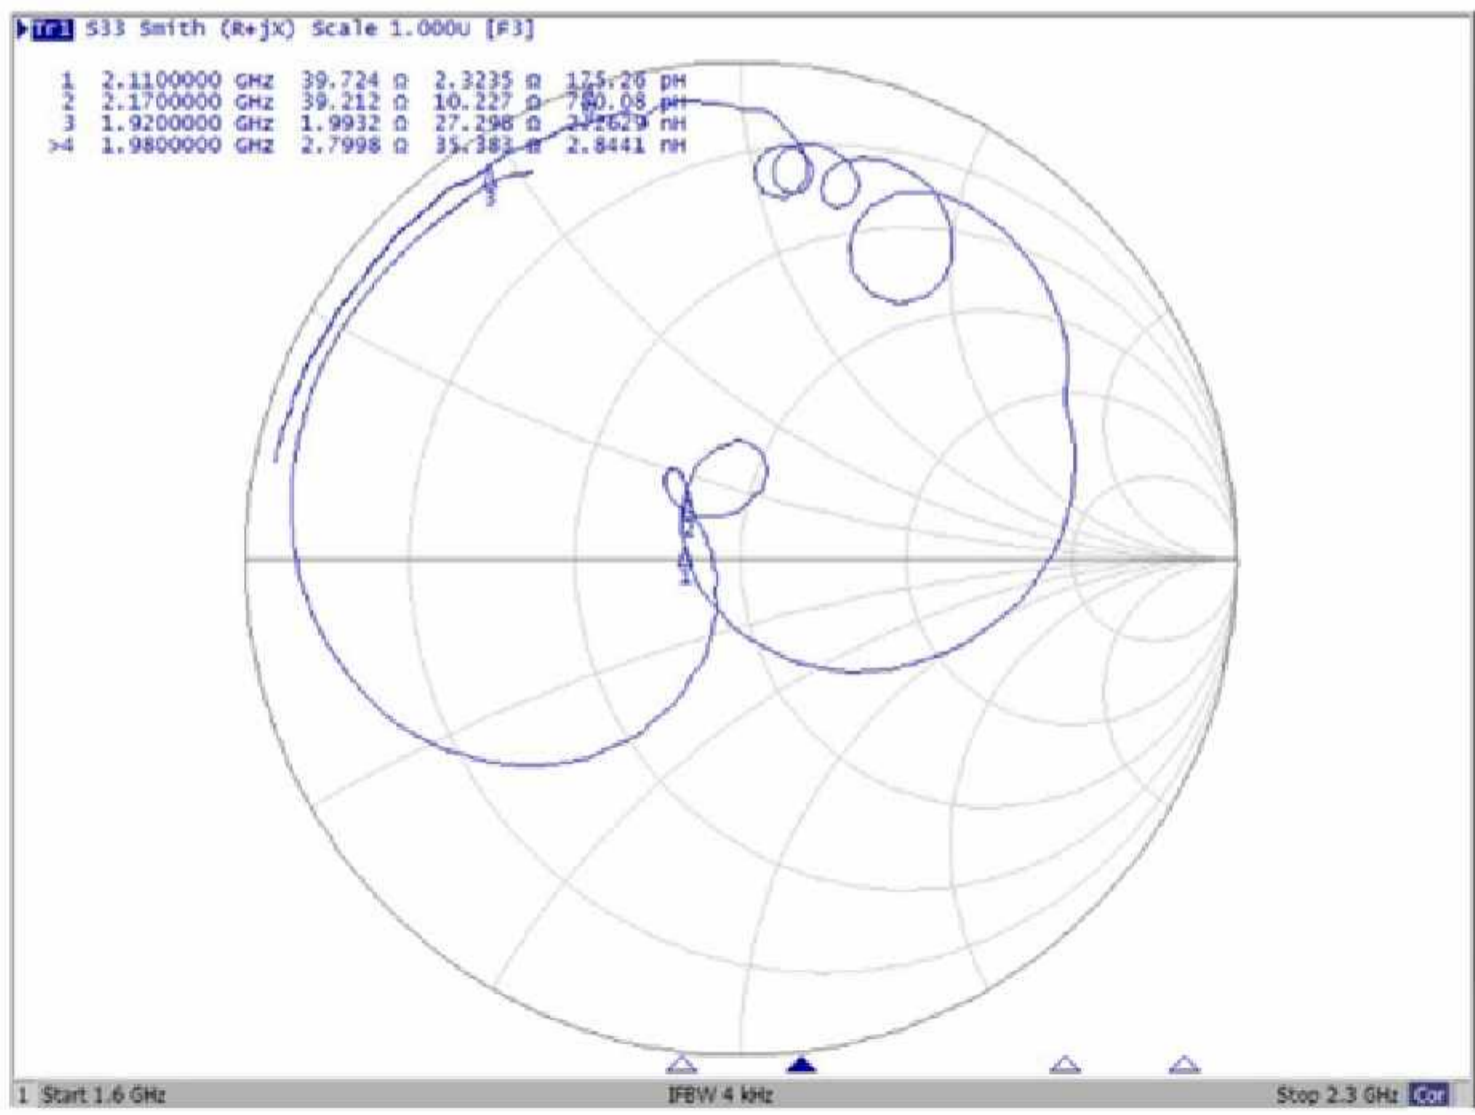 Tr1 S33 Smith (R+jX) Scale 1.000U [F3]
1 2.1100000 GHz 39.724 Ω 2.3235 Ω 175.26 pH
2 2.1700000 GHz 39.212 Ω 10.227 Ω 750.08 pH
3 1.9200000 GHz 1.9932 Ω 27.298 Ω 2.2629 nH
>4 1.9800000 GHz 2.7998 Ω 35.383 Ω 2.8441 nH
1 Start 1.6 GHz IFBW 4 kHz Stop 2.3 GHz Cor